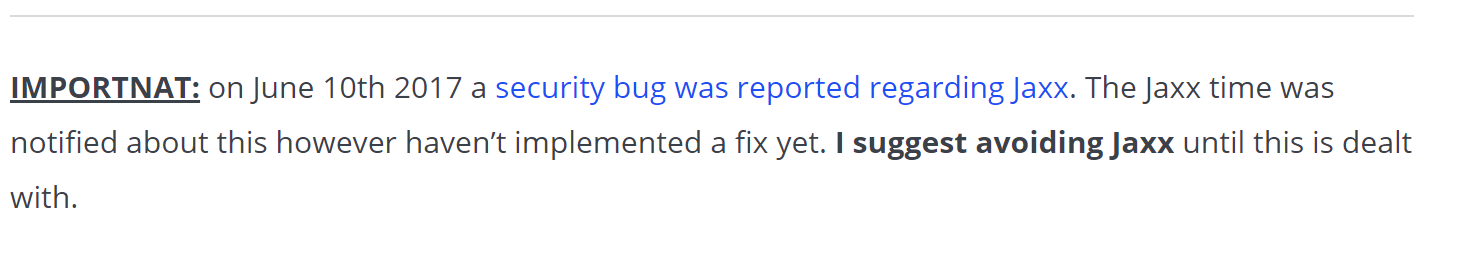 IMPORTNAT: on June 10th 2017 a security bug was reported regarding Jaxx. The Jaxx time was
notified about this however haven’t implemented a fix yet. I suggest avoiding Jaxx until this is dealt
with.